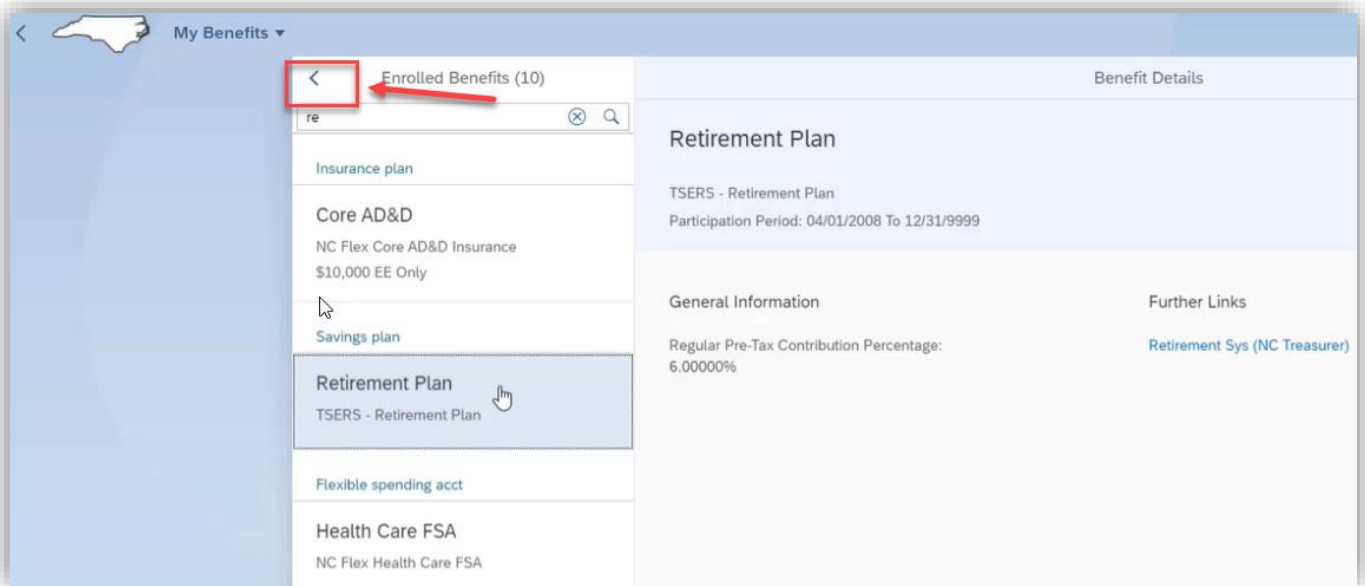 My Benefits
Enrolled Benefits (10)
re
Insurance plan
Core AD&D
NC Flex Core AD&D Insurance
$10,000 EE Only
Savings plan
Retirement Plan
TSERS - Retirement Plan
Flexible spending acct
Health Care FSA
NC Flex Health Care FSA
Benefit Details
Retirement Plan
TSERS - Retirement Plan
Participation Period: 04/01/2008 To 12/31/9999
General Information
Regular Pre-Tax Contribution Percentage:
6.00000%
Further Links
Retirement Sys (NC Treasurer)